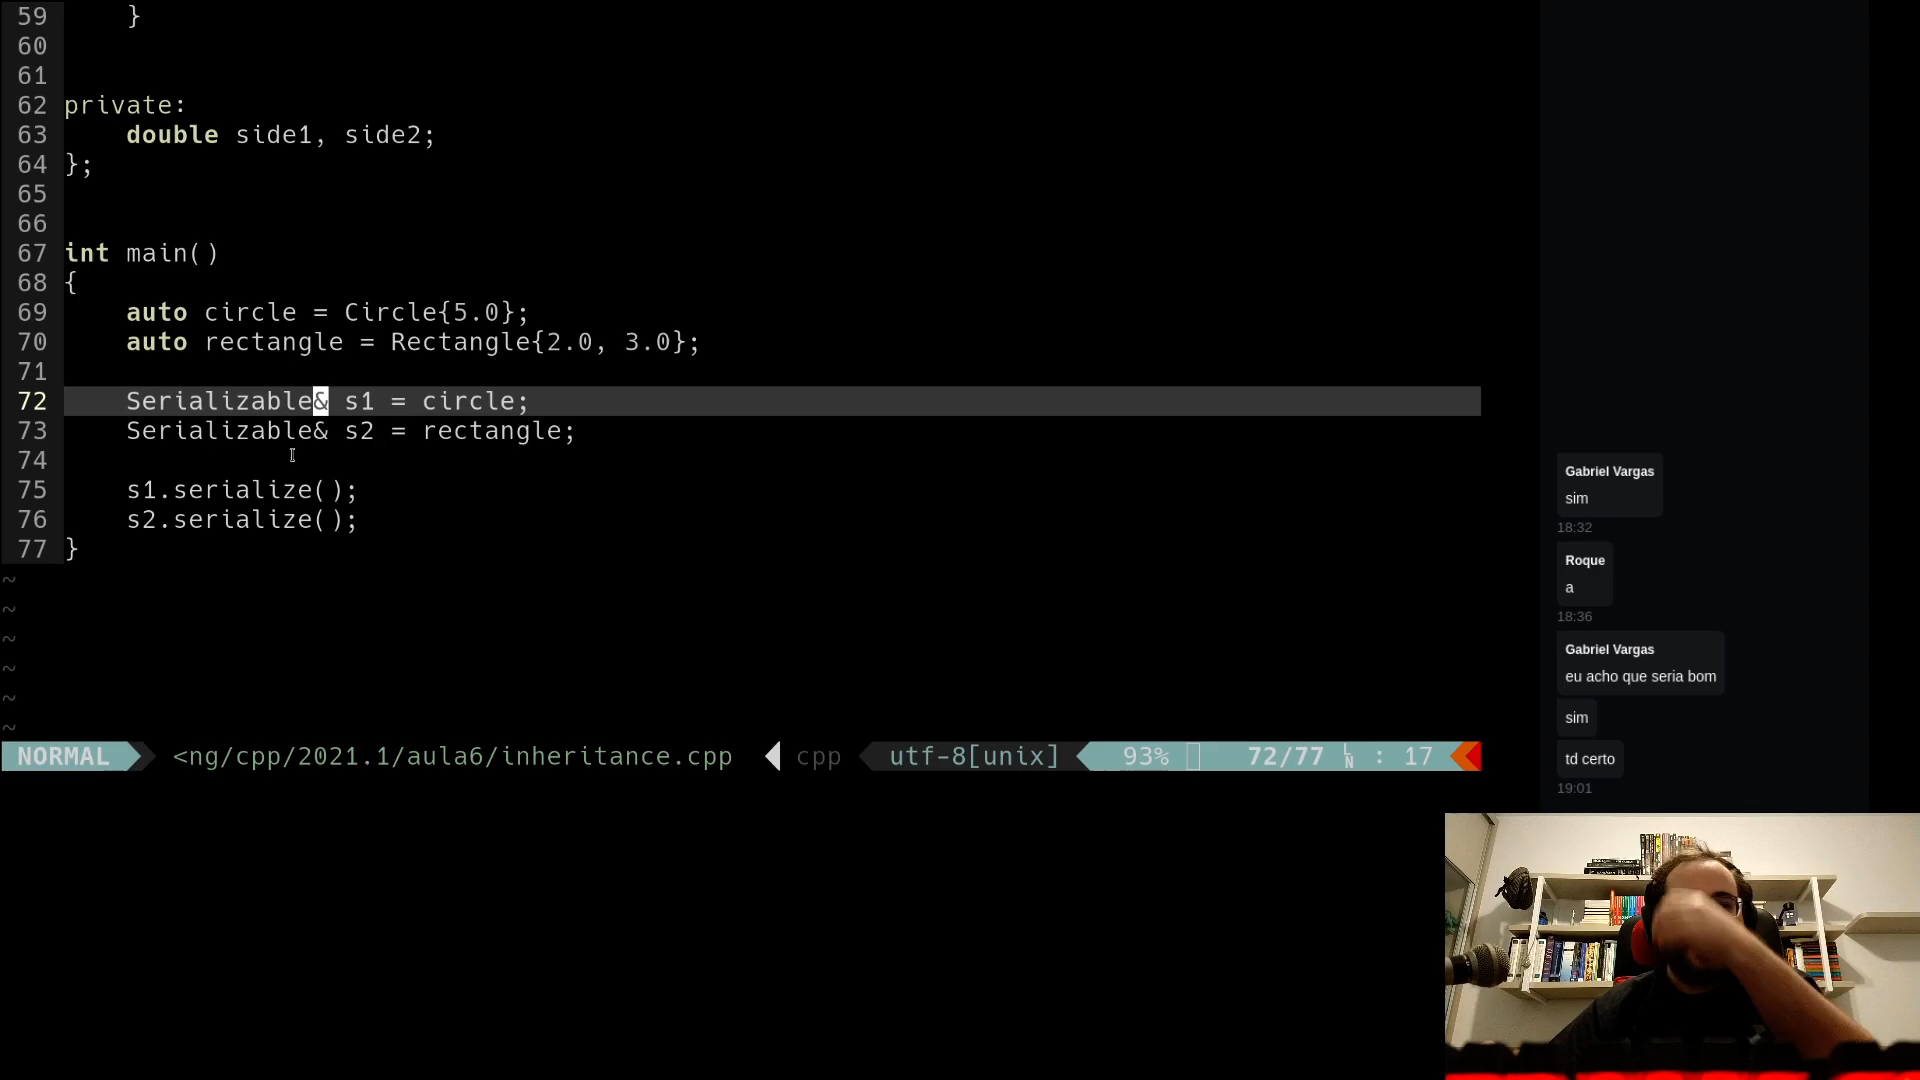 59     }
60
61
62 private:
63     double side1, side2;
64 };
65
66
67 int main()
68 {
69     auto circle = Circle{5.0};
70     auto rectangle = Rectangle{2.0, 3.0};
71
72     Serializable& s1 = circle;
73     Serializable& s2 = rectangle;
74
75     s1.serialize();
76     s2.serialize();
77 }
~
~
~
~
~
~
NORMAL <ng/cpp/2021.1/aula6/inheritance.cpp cpp utf-8[unix] 93% 72/77 LN : 17
Gabriel Vargas
sim
18:32
Roque
a
18:36
Gabriel Vargas
eu acho que seria bom
sim
td certo
19:01